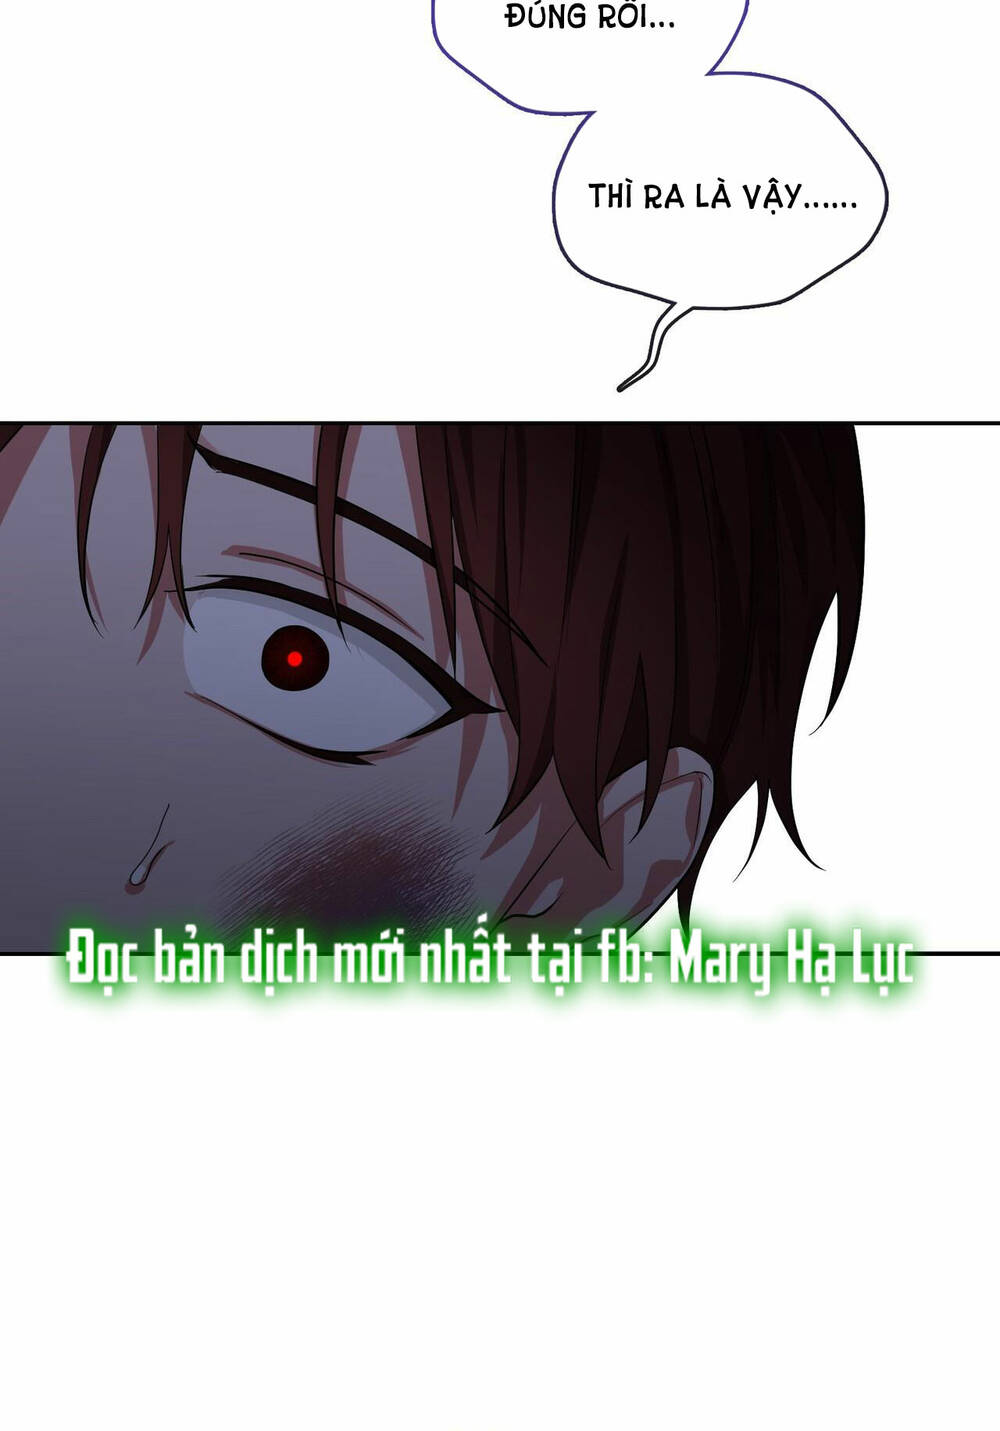 ĐÚNG RỒI...
THÌ RA LÀ VẬY......
Đọc bản dịch mới nhất tại fb: Mary Hạ Lục